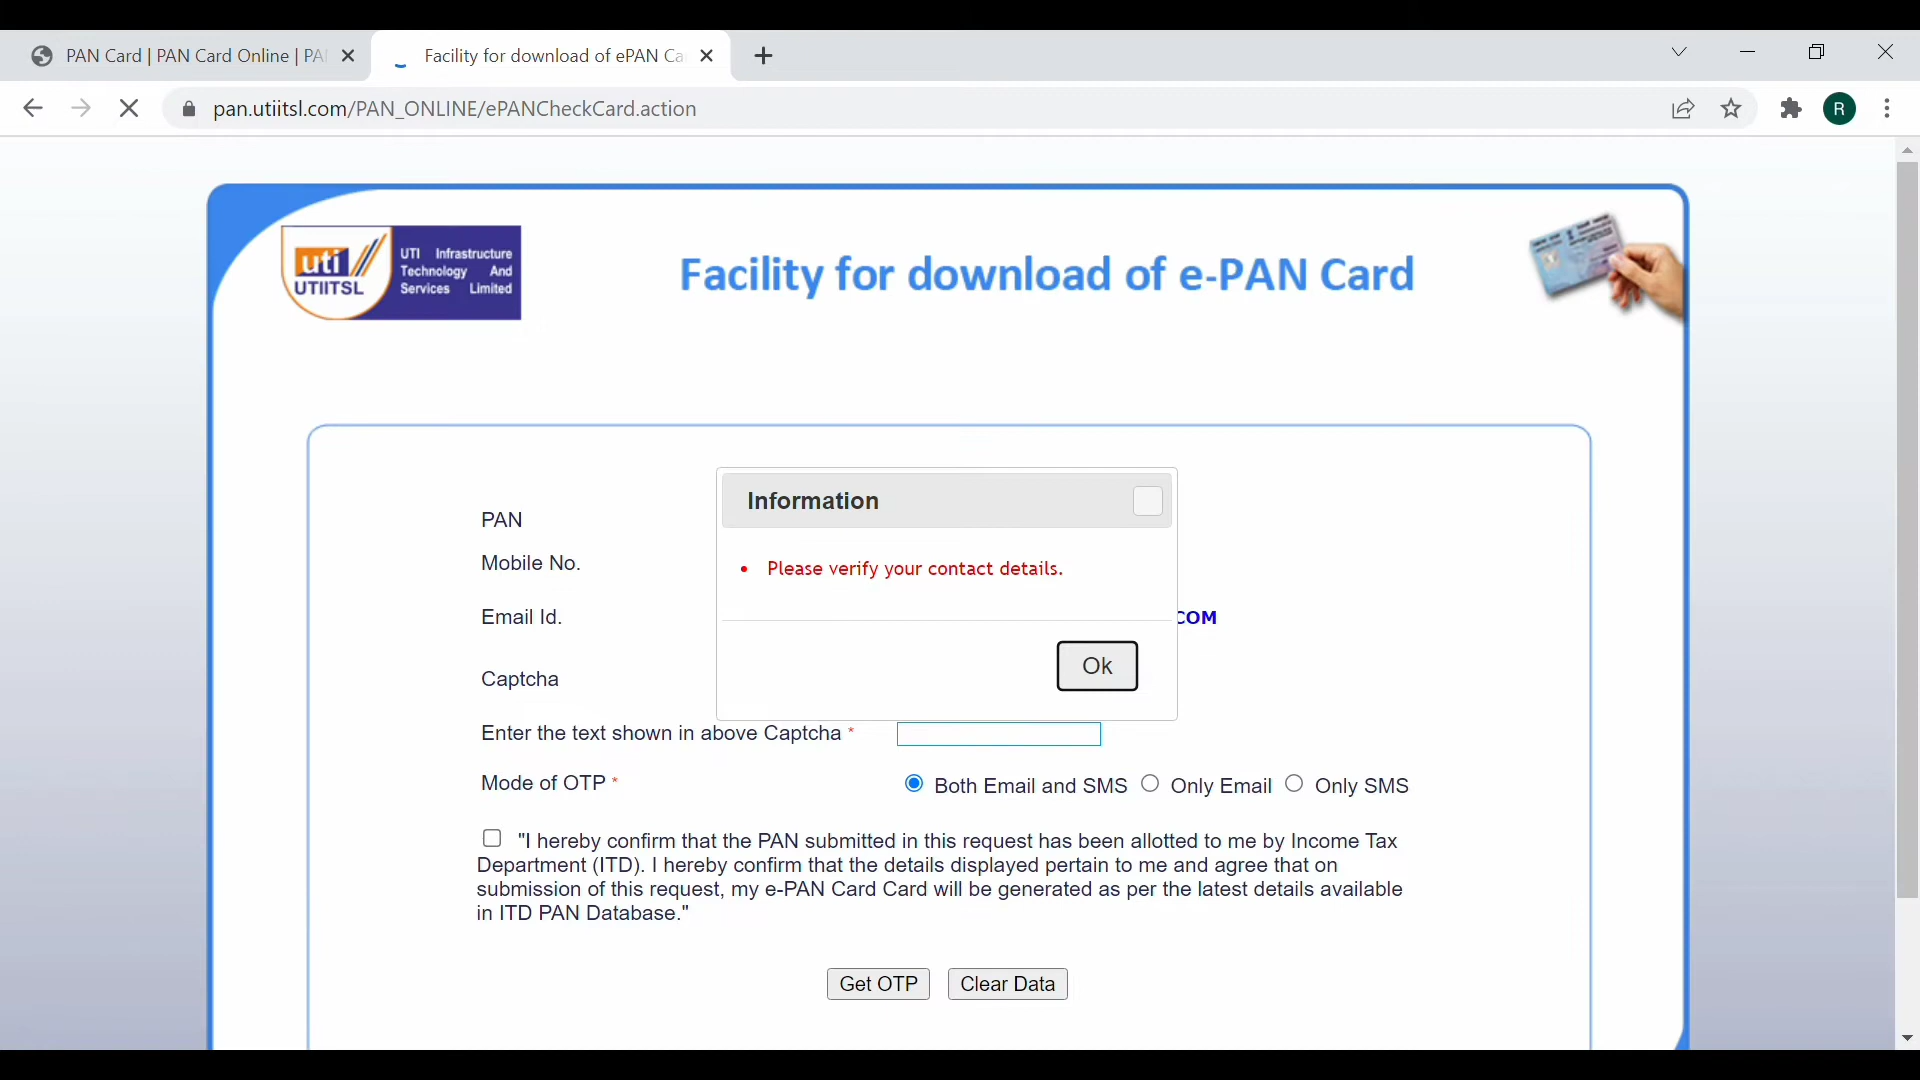 PAN Card | PAN Card Online | PA
Facility for download of ePAN Ca
pan.utiitsl.com/PAN_ONLINE/ePANCheckCard.action
R
uti
UTIITSL
UTI Infrastructure
Technology And
Services Limited
Facility for download of e-PAN Card
Information
PAN
Please verify your contact details.
Mobile No.
Email Id.
COM
Ok
Captcha
Enter the text shown in above Captcha *
Mode of OTP *
Both Email and SMS Only Email Only SMS
"I hereby confirm that the PAN submitted in this request has been allotted to me by Income Tax
Department (ITD). I hereby confirm that the details displayed pertain to me and agree that on
submission of this request, my e-PAN Card Card will be generated as per the latest details available
in ITD PAN Database."
Get OTP Clear Data